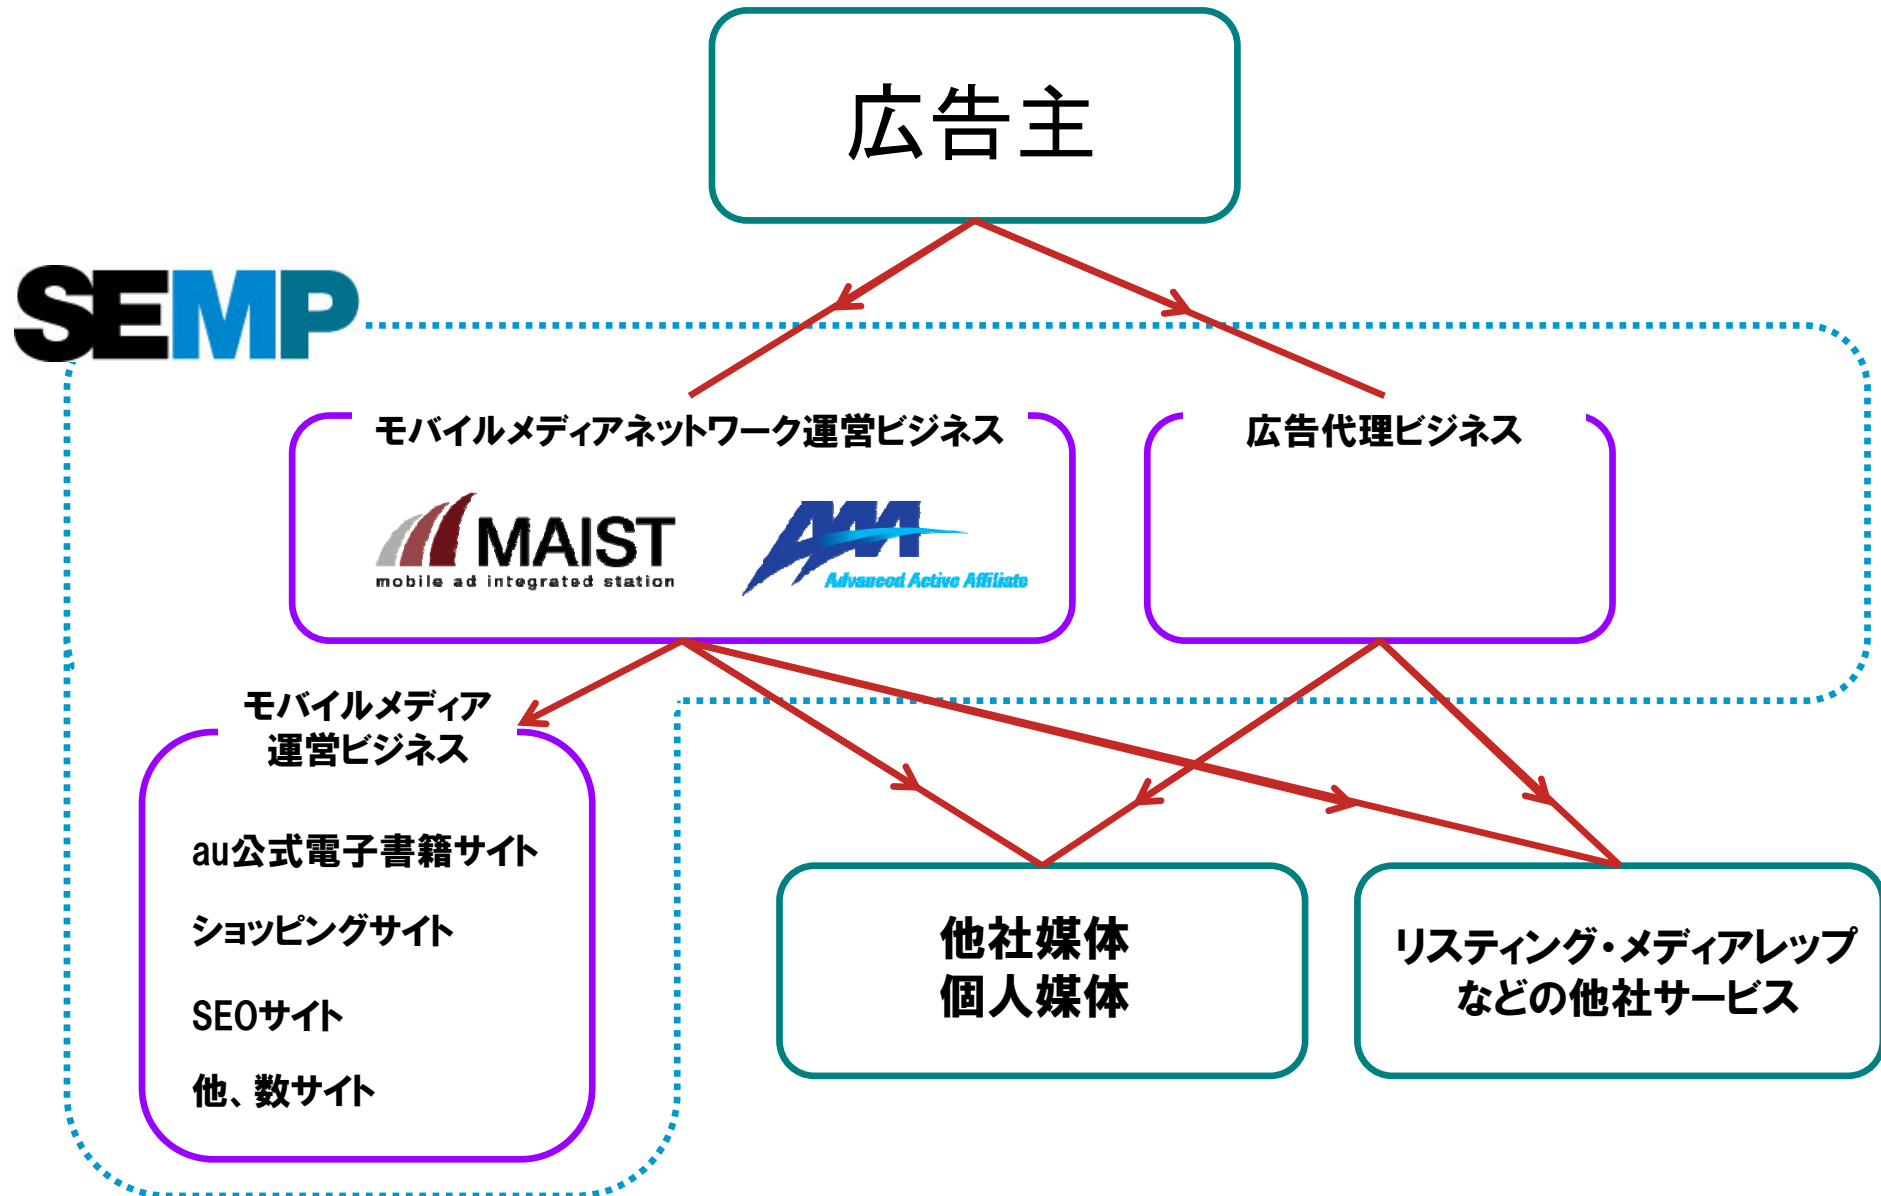 広告主
SEMP
モバイルメディアネットワーク運営ビジネス
広告代理ビジネス
MAIST
mobile ad integrated station
AAA
Advanced Active Affiliate
モバイルメディア
運営ビジネス
au公式電子書籍サイト
ショッピングサイト
SEOサイト
他、数サイト
他社媒体
個人媒体
リスティング・メディアレップ
などの他社サービス